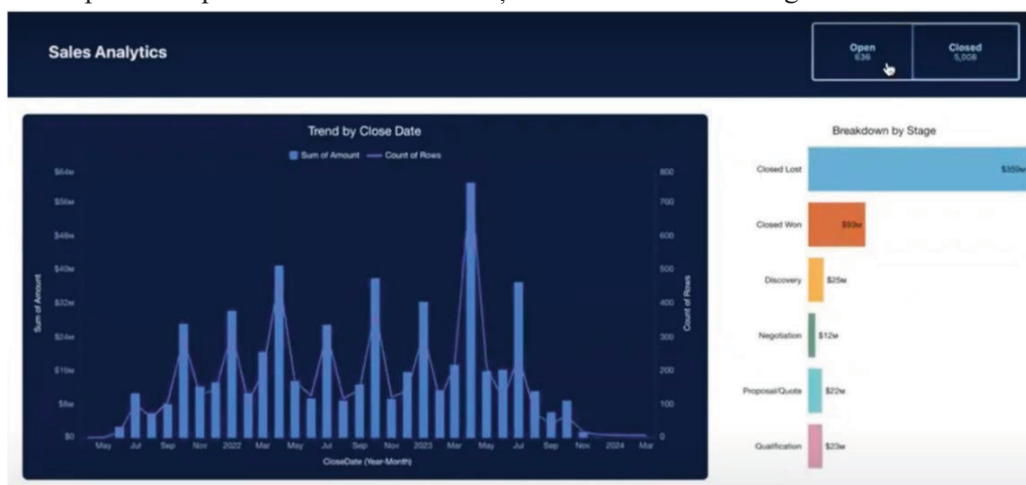 Sales Analytics
Open
636
Closed
5,008
Trend by Close Date
Sum of Amount
Count of Rows
$64M
$56M
$48M
$40M
$32M
$24M
$16M
$8M
$0
Sum of Amount
800
700
600
500
400
300
200
100
0
Count of Rows
May Jul Sep Nov 2022 Mar May Jul Sep Nov 2023 Mar May Jul Sep Nov 2024 Mar
CloseDate (Year-Month)
Breakdown by Stage
Closed Lost $359M
Closed Won $93M
Discovery $25M
Negotiation $12M
Proposal/Quote $22M
Qualification $23M